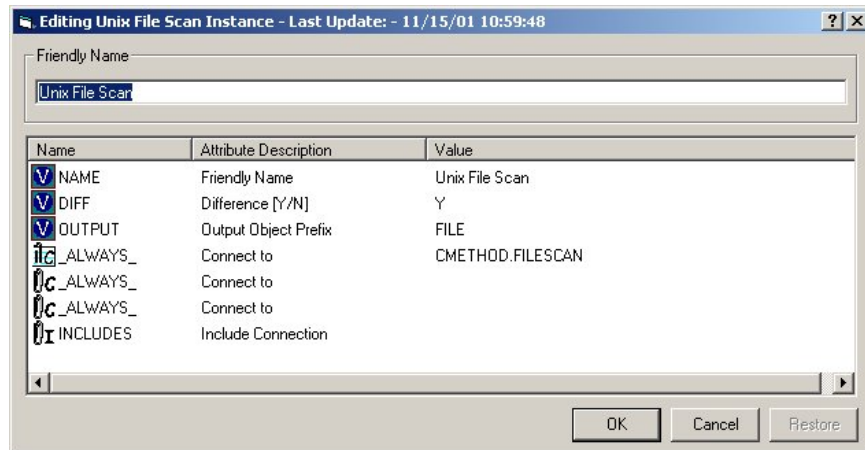 Editing Unix File Scan Instance - Last Update: - 11/15/01 10:59:48
Friendly Name
Unix File Scan
Name Attribute Description Value
V NAME Friendly Name Unix File Scan
V DIFF Difference [Y/N] Y
V OUTPUT Output Object Prefix FILE
C _ALWAYS_ Connect to CMETHOD.FILESCAN
C _ALWAYS_ Connect to
C _ALWAYS_ Connect to
I INCLUDES Include Connection
OK Cancel Restore